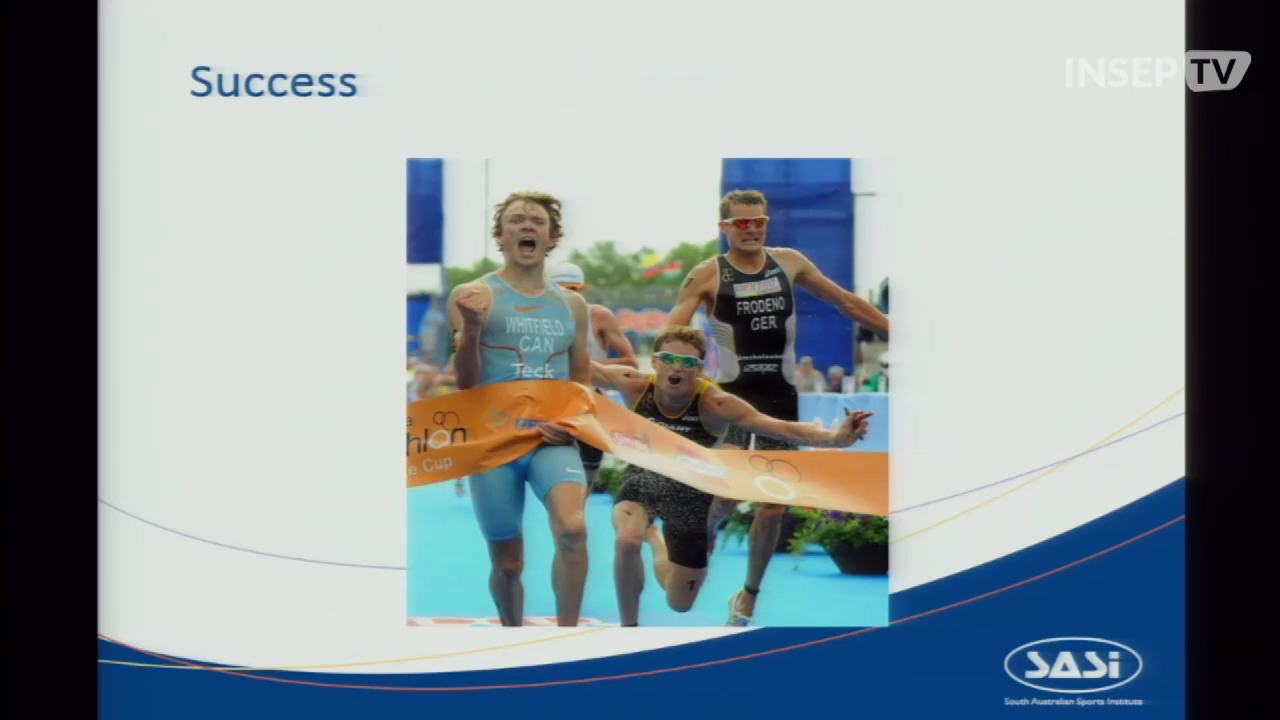 Success
INSEP TV
WHITFIELD
CAN
Teck
FRODENO
GER
hlon
e Cup
SASi
South Australian Sports Institute